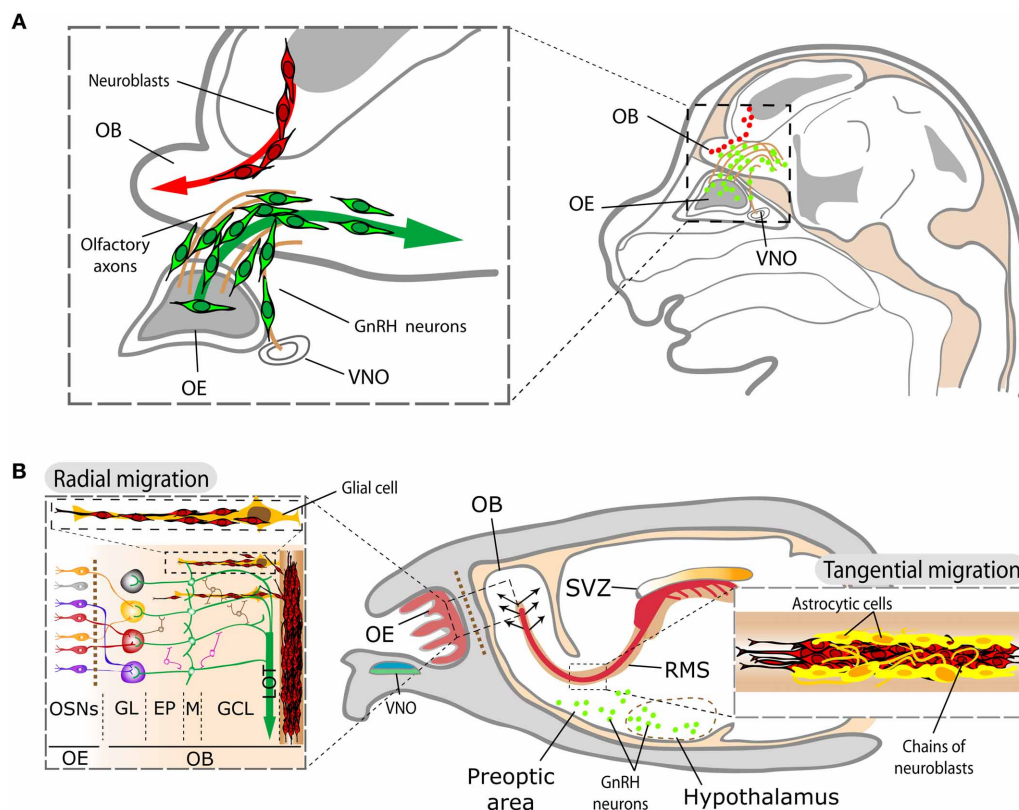 A
Neuroblasts
OB
Olfactory
axons
GnRH neurons
OE
VNO
OB
OE
VNO
B
Radial migration
Glial cell
OSNs
GL
EP
M
GCL
LOT
OE
OB
OB
SVZ
OE
RMS
VNO
Preoptic
area
GnRH
neurons
Hypothalamus
Tangential migration
Astrocytic cells
Chains of
neuroblasts